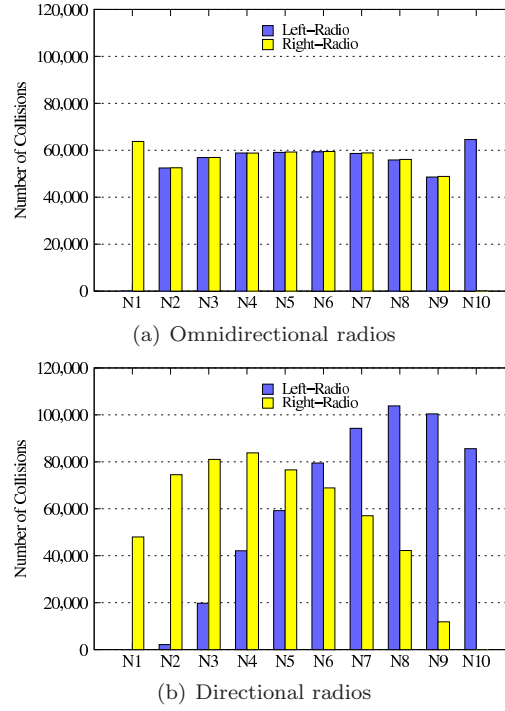 120,000
100,000
80,000
60,000
40,000
20,000
0
Number of Collisions
Left-Radio
Right-Radio
N1 N2 N3 N4 N5 N6 N7 N8 N9 N10
(a) Omnidirectional radios
120,000
100,000
80,000
60,000
40,000
20,000
0
Number of Collisions
Left-Radio
Right-Radio
N1 N2 N3 N4 N5 N6 N7 N8 N9 N10
(b) Directional radios